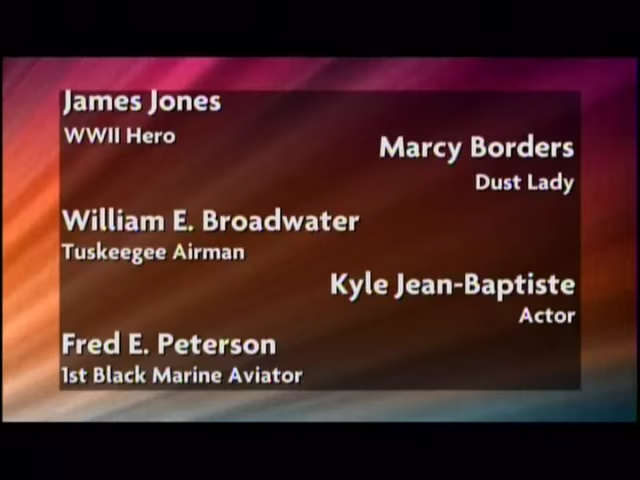 James Jones
WWII Hero
Marcy Borders
Dust Lady
William E. Broadwater
Tuskeegee Airman
Kyle Jean-Baptiste
Actor
Fred E. Peterson
1st Black Marine Aviator